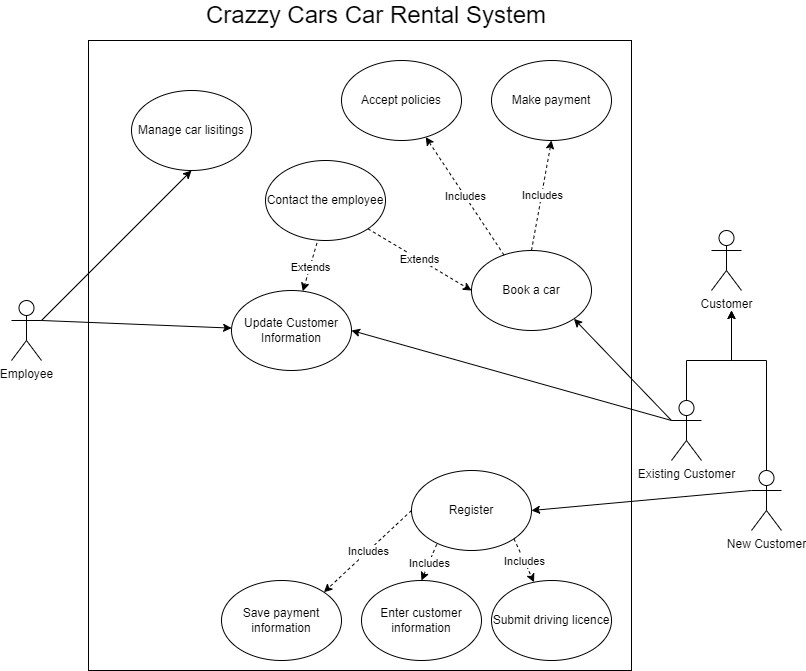 Crazzy Cars Car Rental System
Accept policies
Make payment
Manage car lisitings
Includes
Includes
Contact the employee
Extends
Extends
Book a car
Customer
Update Customer
Information
Employee
Existing Customer
Register
New Customer
Includes
Includes
Includes
Save payment
information
Enter customer
information
Submit driving licence